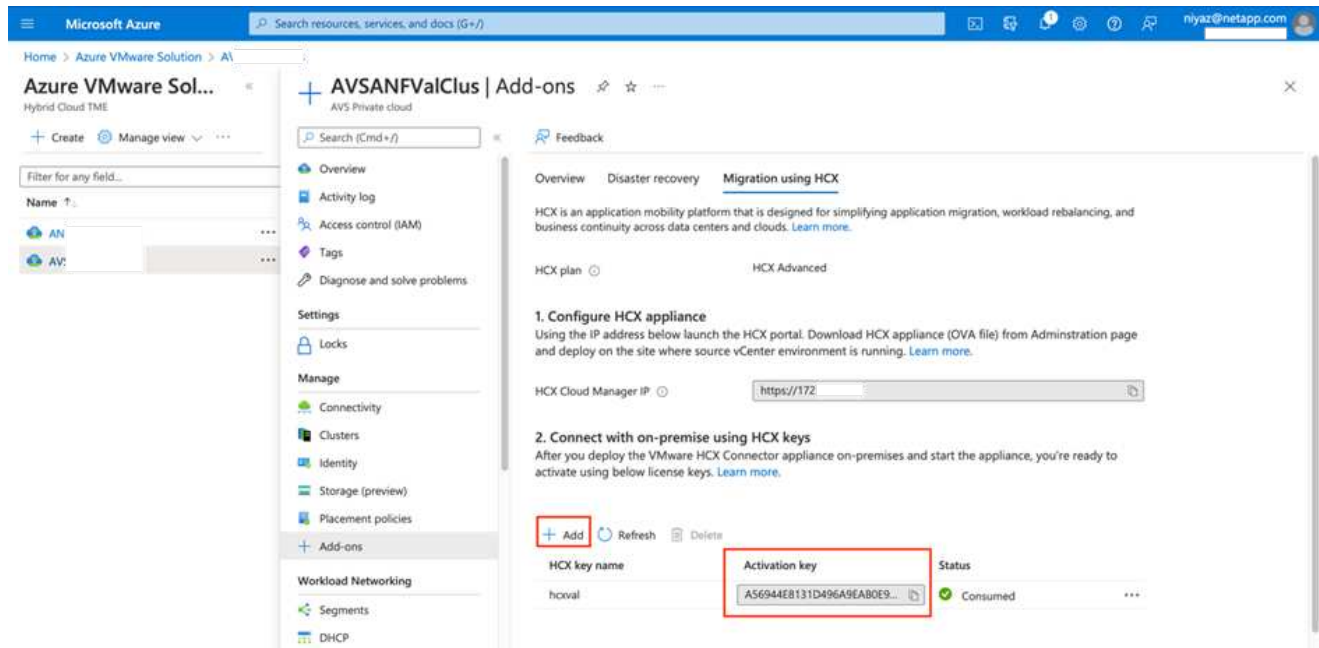 Microsoft Azure
Search resources, services, and docs (G+/)
1
niyaz@netapp.com
Home > Azure VMware Solution > AV
Azure VMware Sol...
Hybrid Cloud TME
Create Manage view ...
Filter for any field...
Name ↑
AN ...
AV: ...
AVSANFValClus | Add-ons ...
AVS Private cloud
Search (Cmd+/)
Overview
Activity log
Access control (IAM)
Tags
Diagnose and solve problems
Settings
Locks
Manage
Connectivity
Clusters
Identity
Storage (preview)
Placement policies
Add-ons
Workload Networking
Segments
DHCP
Feedback
Overview Disaster recovery Migration using HCX
HCX is an application mobility platform that is designed for simplifying application migration, workload rebalancing, and
business continuity across data centers and clouds. Learn more.
HCX plan HCX Advanced
1. Configure HCX appliance
Using the IP address below launch the HCX portal. Download HCX appliance (OVA file) from Adminstration page
and deploy on the site where source vCenter environment is running. Learn more.
HCX Cloud Manager IP https://172
2. Connect with on-premise using HCX keys
After you deploy the VMware HCX Connector appliance on-premises and start the appliance, you're ready to
activate using below license keys. Learn more.
Add Refresh Delete
HCX key name Activation key Status
hcxval A56944E8131D496A9EAB0E9... Consumed ...